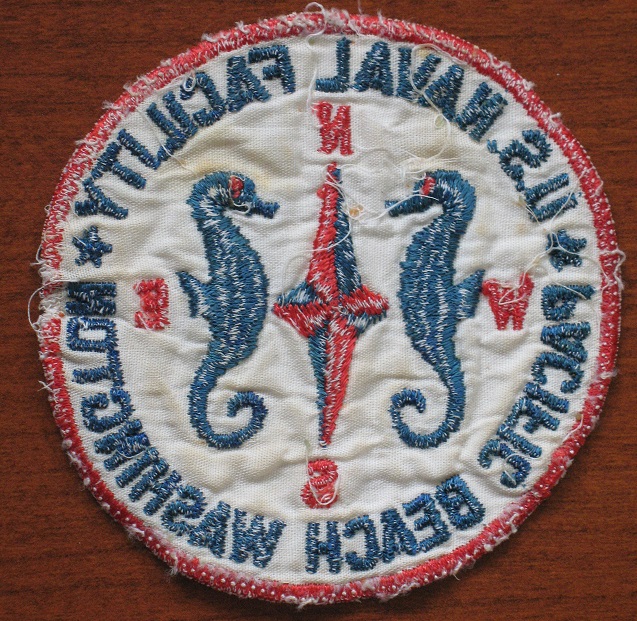 U.S. NAVAL FACILITY
PACIFIC BEACH WASHINGTON
N
E
W
S